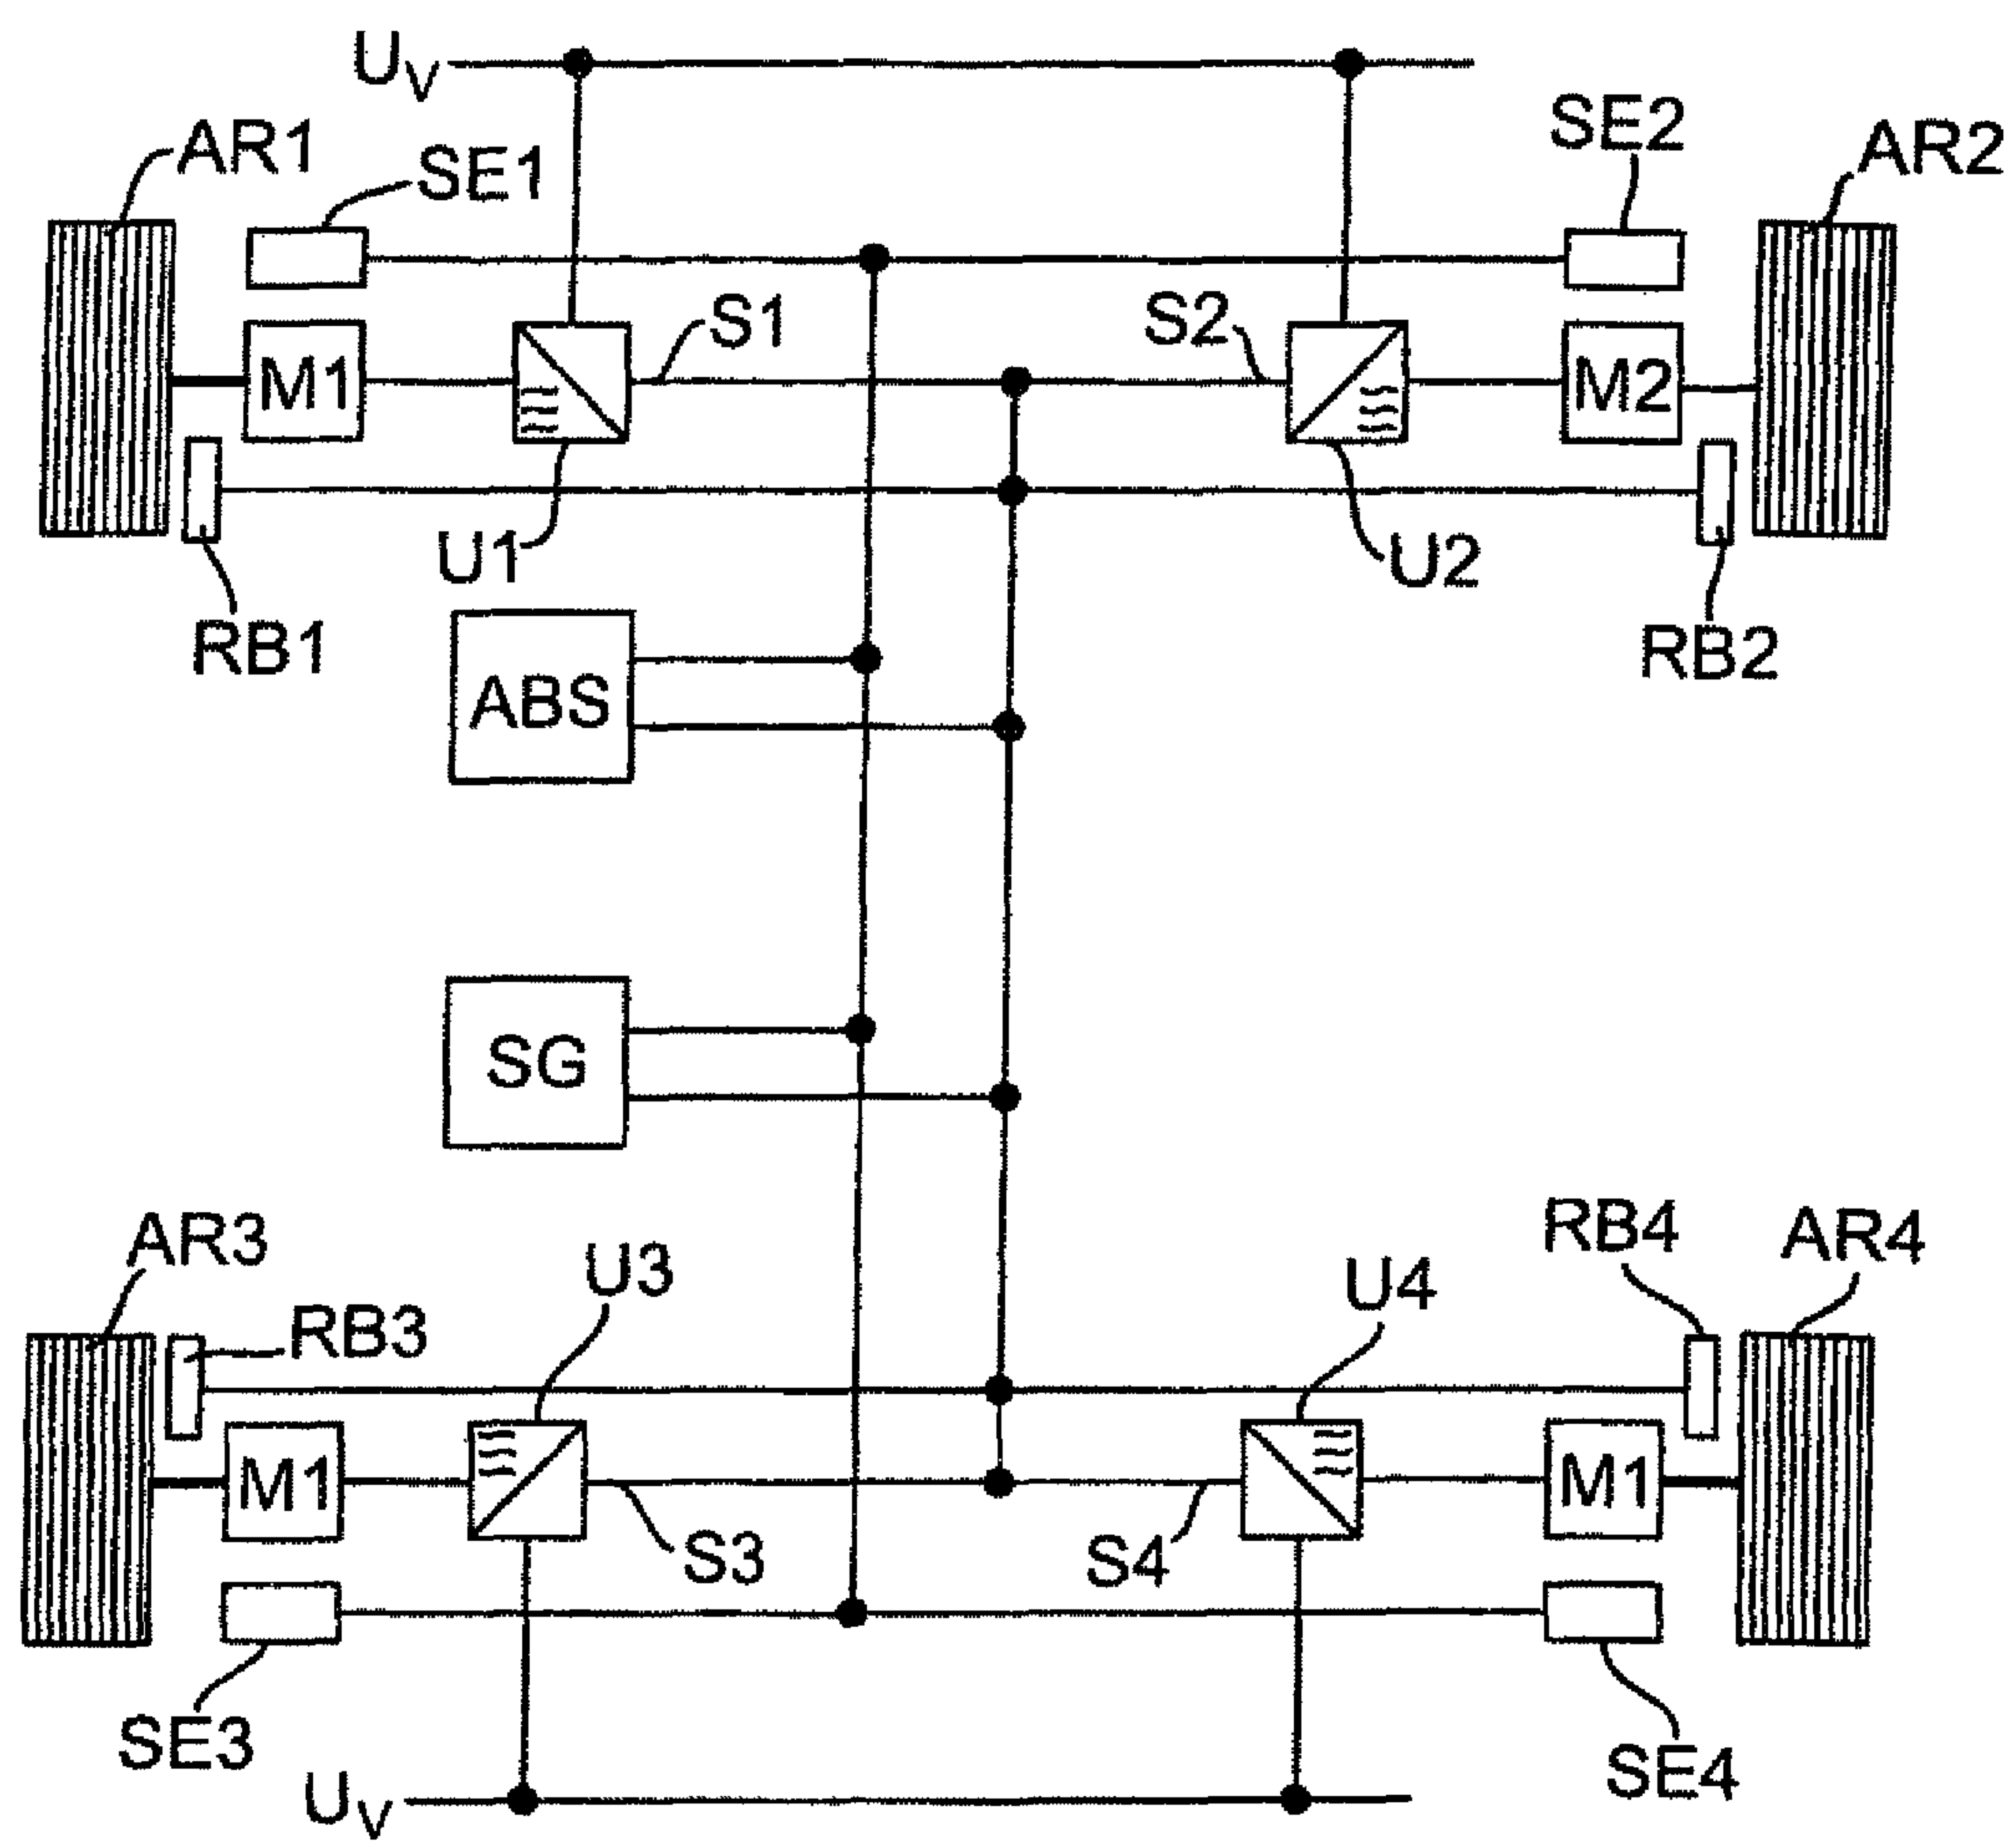 UV
AR1
SE1
SE2
AR2
S1
S2
M1
M2
U1
U2
RB1
RB2
ABS
SG
AR3
RB3
U3
U4
RB4
AR4
M1
M1
S3
S4
SE3
SE4
UV